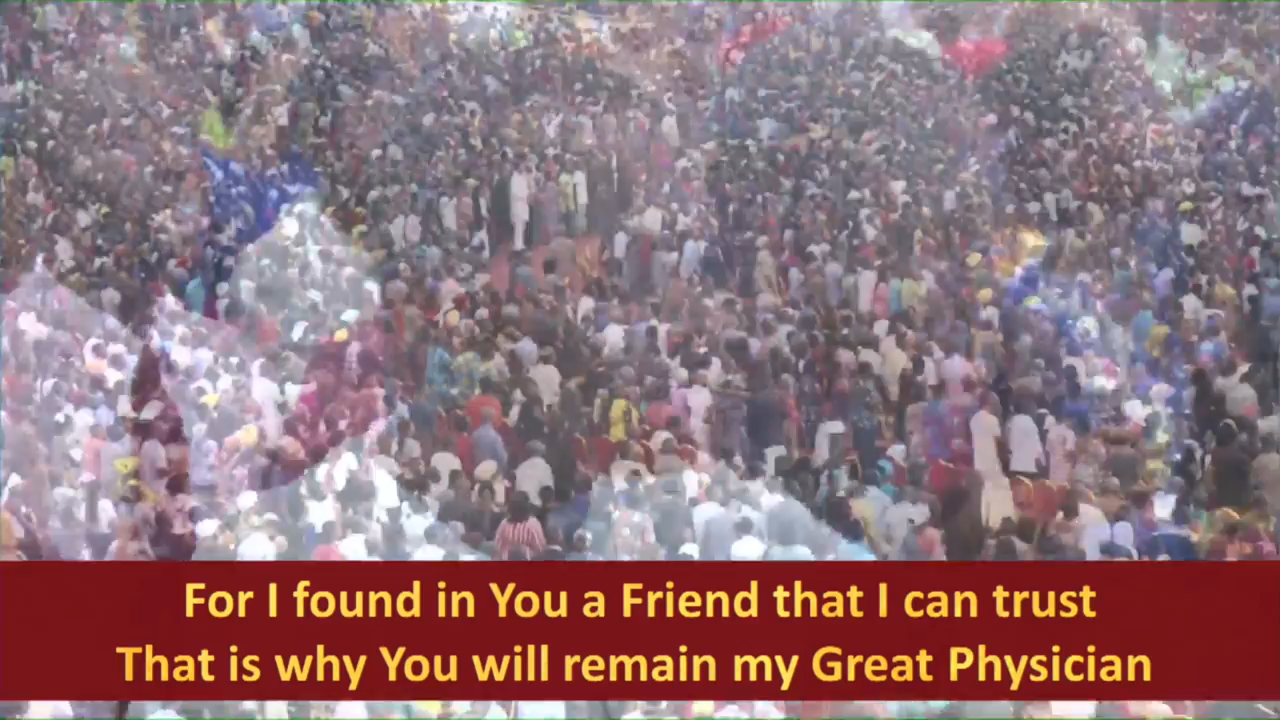 For I found in You a Friend that I can trust
That is why You will remain my Great Physician